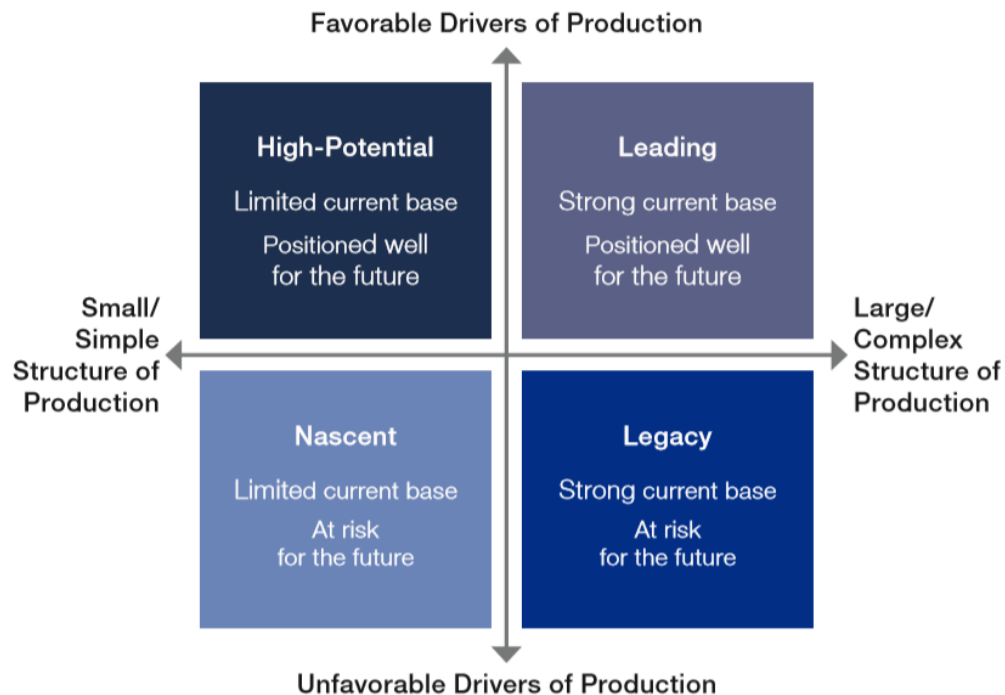 Favorable Drivers of Production
High-Potential
Limited current base
Positioned well
for the future
Leading
Strong current base
Positioned well
for the future
Small/
Simple
Structure of
Production
Large/
Complex
Structure of
Production
Nascent
Limited current base
At risk
for the future
Legacy
Strong current base
At risk
for the future
Unfavorable Drivers of Production